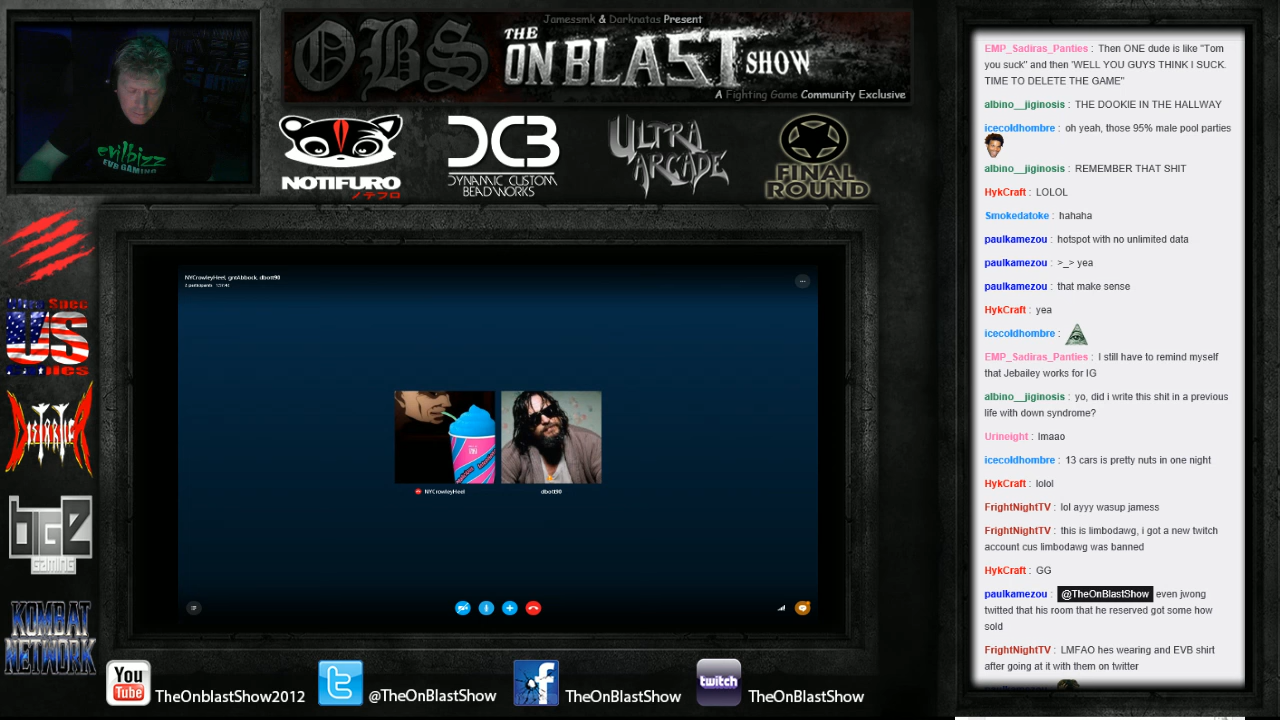 Jamessmk & Darknatas Present
OBS
THE
ON BLAST
SHOW
A Fighting Game Community Exclusive
evilbizz
EVB GAMING
NOTIFURO
メテフロ
DCB
DYNAMIC CUSTOM
BEADWORKS
ULTRA
ARCADE
FINAL
ROUND
US
BIGE
GAMING
KOMBAT
NETWORK
NYCrowleyHeel, gntAbbock, dbott90
NYCrowleyHeel
dbott90
You
Tube
TheOnblastShow2012
@TheOnBlastShow
TheOnBlastShow
twitch
TheOnBlastShow
EMP_Sadiras_Panties : Then ONE dude is like "Tom
you suck" and then 'WELL YOU GUYS THINK I SUCK.
TIME TO DELETE THE GAME"
albino__jiginosis : THE DOOKIE IN THE HALLWAY
icecoldhombre : oh yeah, those 95% male pool parties
albino__jiginosis : REMEMBER THAT SHIT
HykCraft : LOLOL
Smokedatoke : hahaha
paulkamezou : hotspot with no unlimited data
paulkamezou : >_> yea
paulkamezou : that make sense
HykCraft : yea
icecoldhombre :
EMP_Sadiras_Panties : I still have to remind myself
that Jebailey works for IG
albino__jiginosis : yo, did i write this shit in a previous
life with down syndrome?
Urineight : lmaao
icecoldhombre : 13 cars is pretty nuts in one night
HykCraft : lolol
FrightNightTV : lol ayyy wasup jamess
FrightNightTV : this is limbodawg, i got a new twitch
account cus limbodawg was banned
HykCraft : GG
paulkamezou : @TheOnBlastShow even jwong
twitted that his room that he reserved got some how
sold
FrightNightTV : LMFAO hes wearing and EVB shirt
after going at it with them on twitter